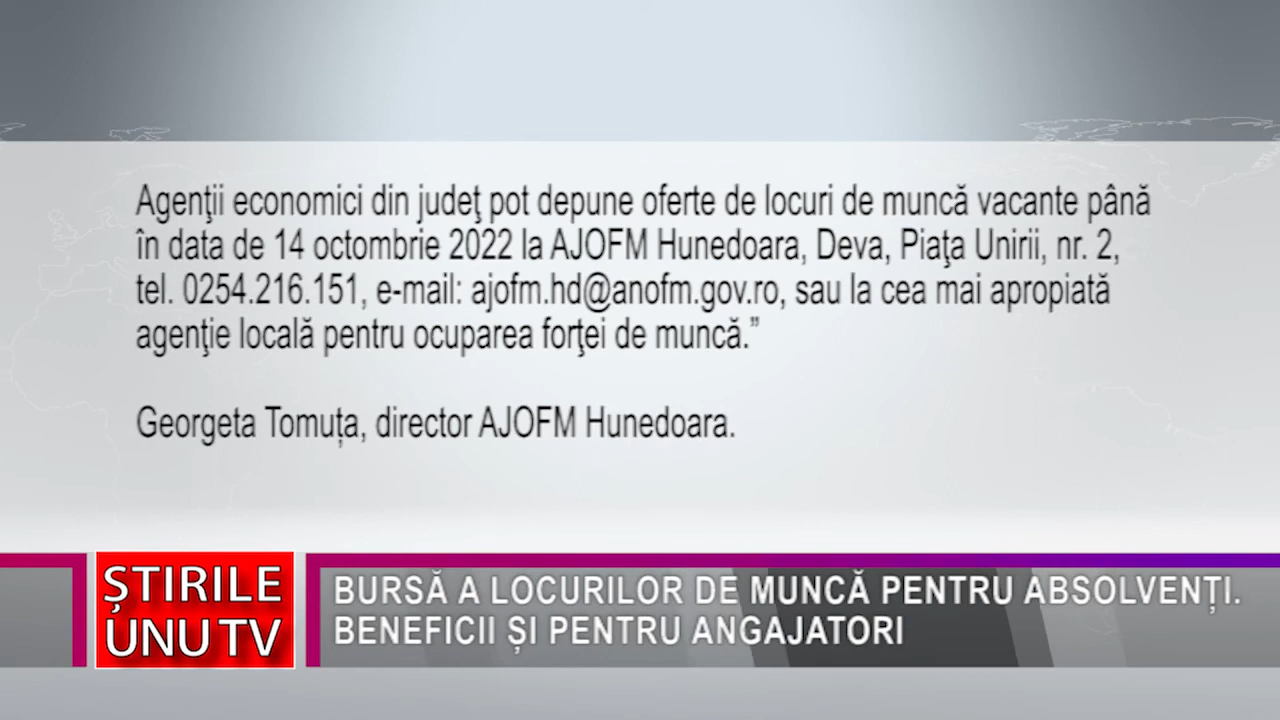 Agenţii economici din judeţ pot depune oferte de locuri de muncă vacante până
în data de 14 octombrie 2022 la AJOFM Hunedoara, Deva, Piaţa Unirii, nr. 2,
tel. 0254.216.151, e-mail: ajofm.hd@anofm.gov.ro, sau la cea mai apropiată
agenţie locală pentru ocuparea forţei de muncă.”
Georgeta Tomuța, director AJOFM Hunedoara.
ȘTIRILE
UNU TV
BURSĂ A LOCURILOR DE MUNCĂ PENTRU ABSOLVENȚI.
BENEFICII ȘI PENTRU ANGAJATORI